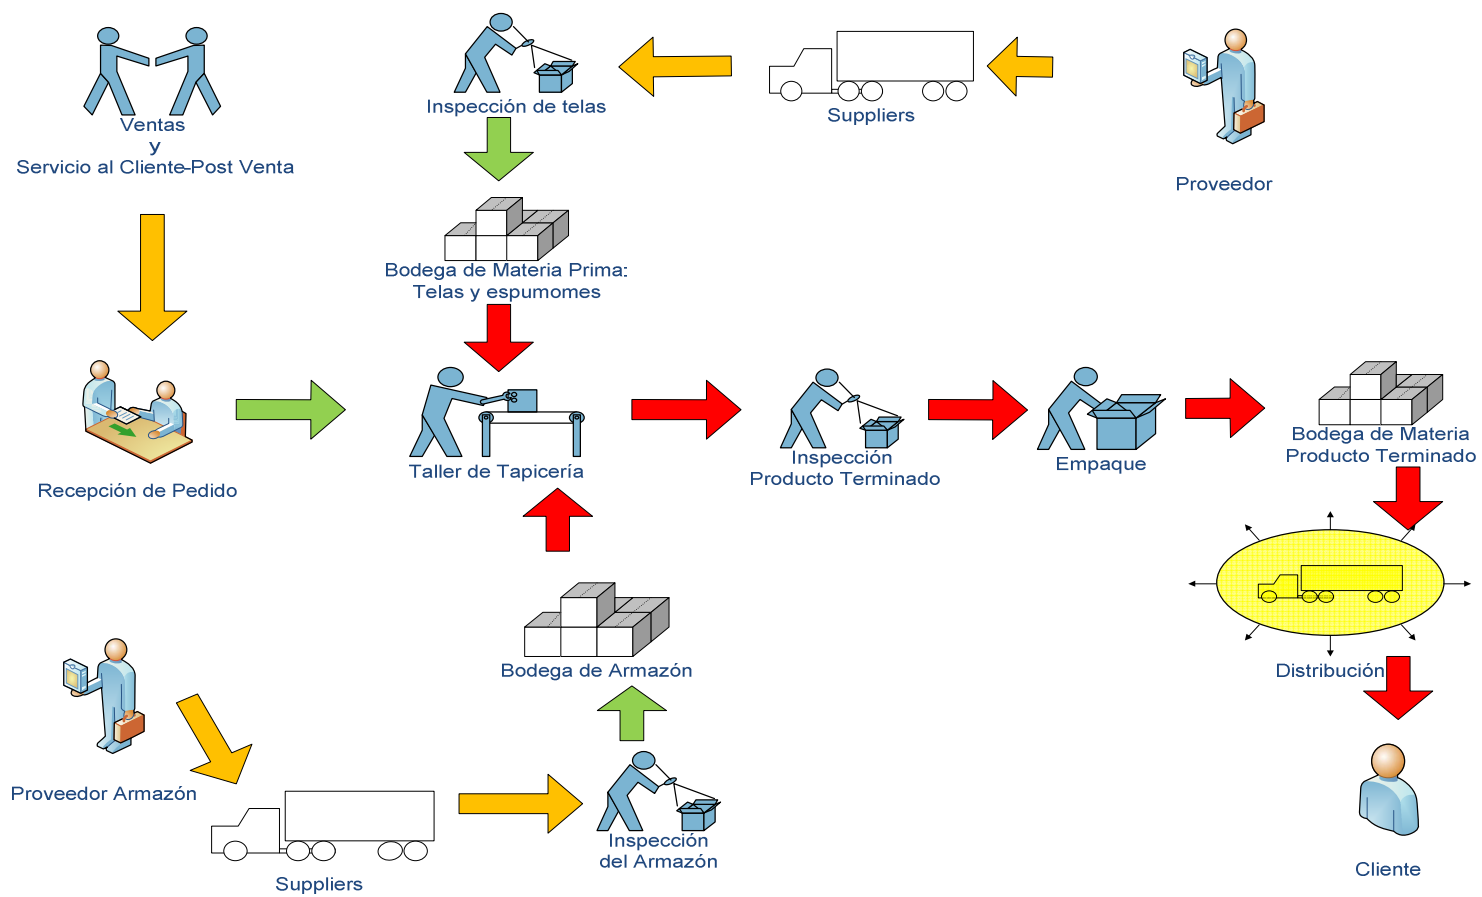 Ventas
y
Servicio al Cliente-Post Venta
Inspección de telas
Suppliers
Proveedor
Bodega de Materia Prima:
Telas y espumomes
Recepción de Pedido
Taller de Tapicería
Inspección
Producto Terminado
Empaque
Bodega de Materia
Producto Terminado
Distribución
Bodega de Armazón
Proveedor Armazón
Suppliers
Inspección
del Armazón
Cliente